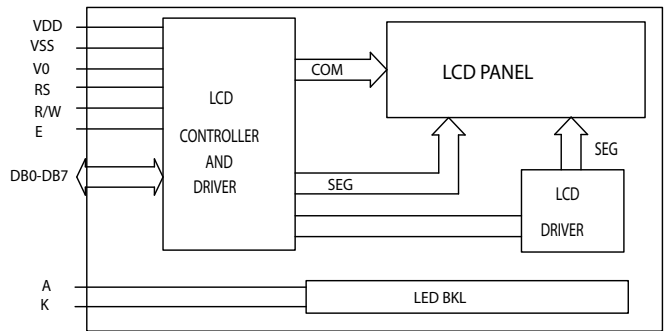 VDD
VSS
V0
RS
R/W
E
DB0-DB7
A
K
LCD
CONTROLLER
AND
DRIVER
COM
SEG
LCD PANEL
SEG
LCD
DRIVER
LED BKL